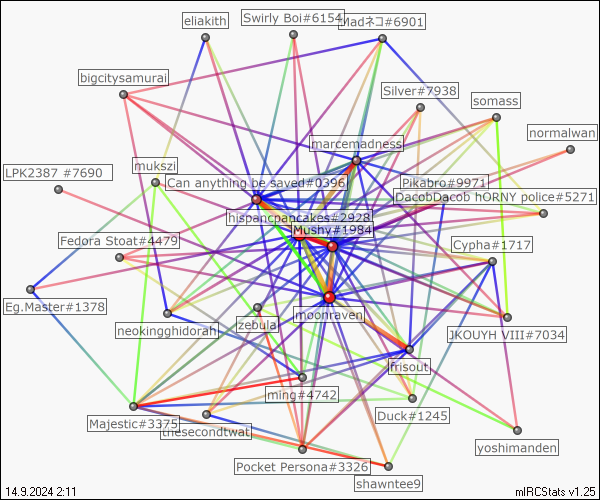 eliakith
Swirly Boi#6154
Madネコ#6901
bigcitysamurai
Silver#7938
somass
normalwan
marcemadness
mukszi
LPK2387 #7690
Can anything be saved#0396
Pikabro#9971
DacobDacob hORNY police#5271
hispancpancakes#2928
Mushy#1984
Fedora Stoat#4479
Cypha#1717
Eg.Master#1378
neokingghidorah
zebula
moonraven
JKOUYH VIII#7034
frisout
ming#4742
Majestic#3375
thesecondtwat
Duck#1245
yoshimanden
Pocket Persona#3326
shawntee9
14.9.2024 2:11
mIRCStats v1.25